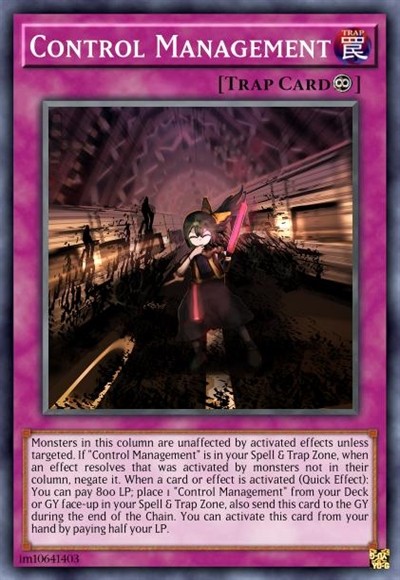 CONTROL MANAGEMENT
TRAP
罠
[TRAP CARD]
Monsters in this column are unaffected by activated effects unless
targeted. If "Control Management" is in your Spell & Trap Zone, when
an effect resolves that was activated by monsters not in their
column, negate it. When a card or effect is activated (Quick Effect):
You can pay 800 LP; place 1 "Control Management" from your Deck
or GY face-up in your Spell & Trap Zone, also send this card to the GY
during the end of the Chain. You can activate this card from your
hand by paying half your LP.
im10641403